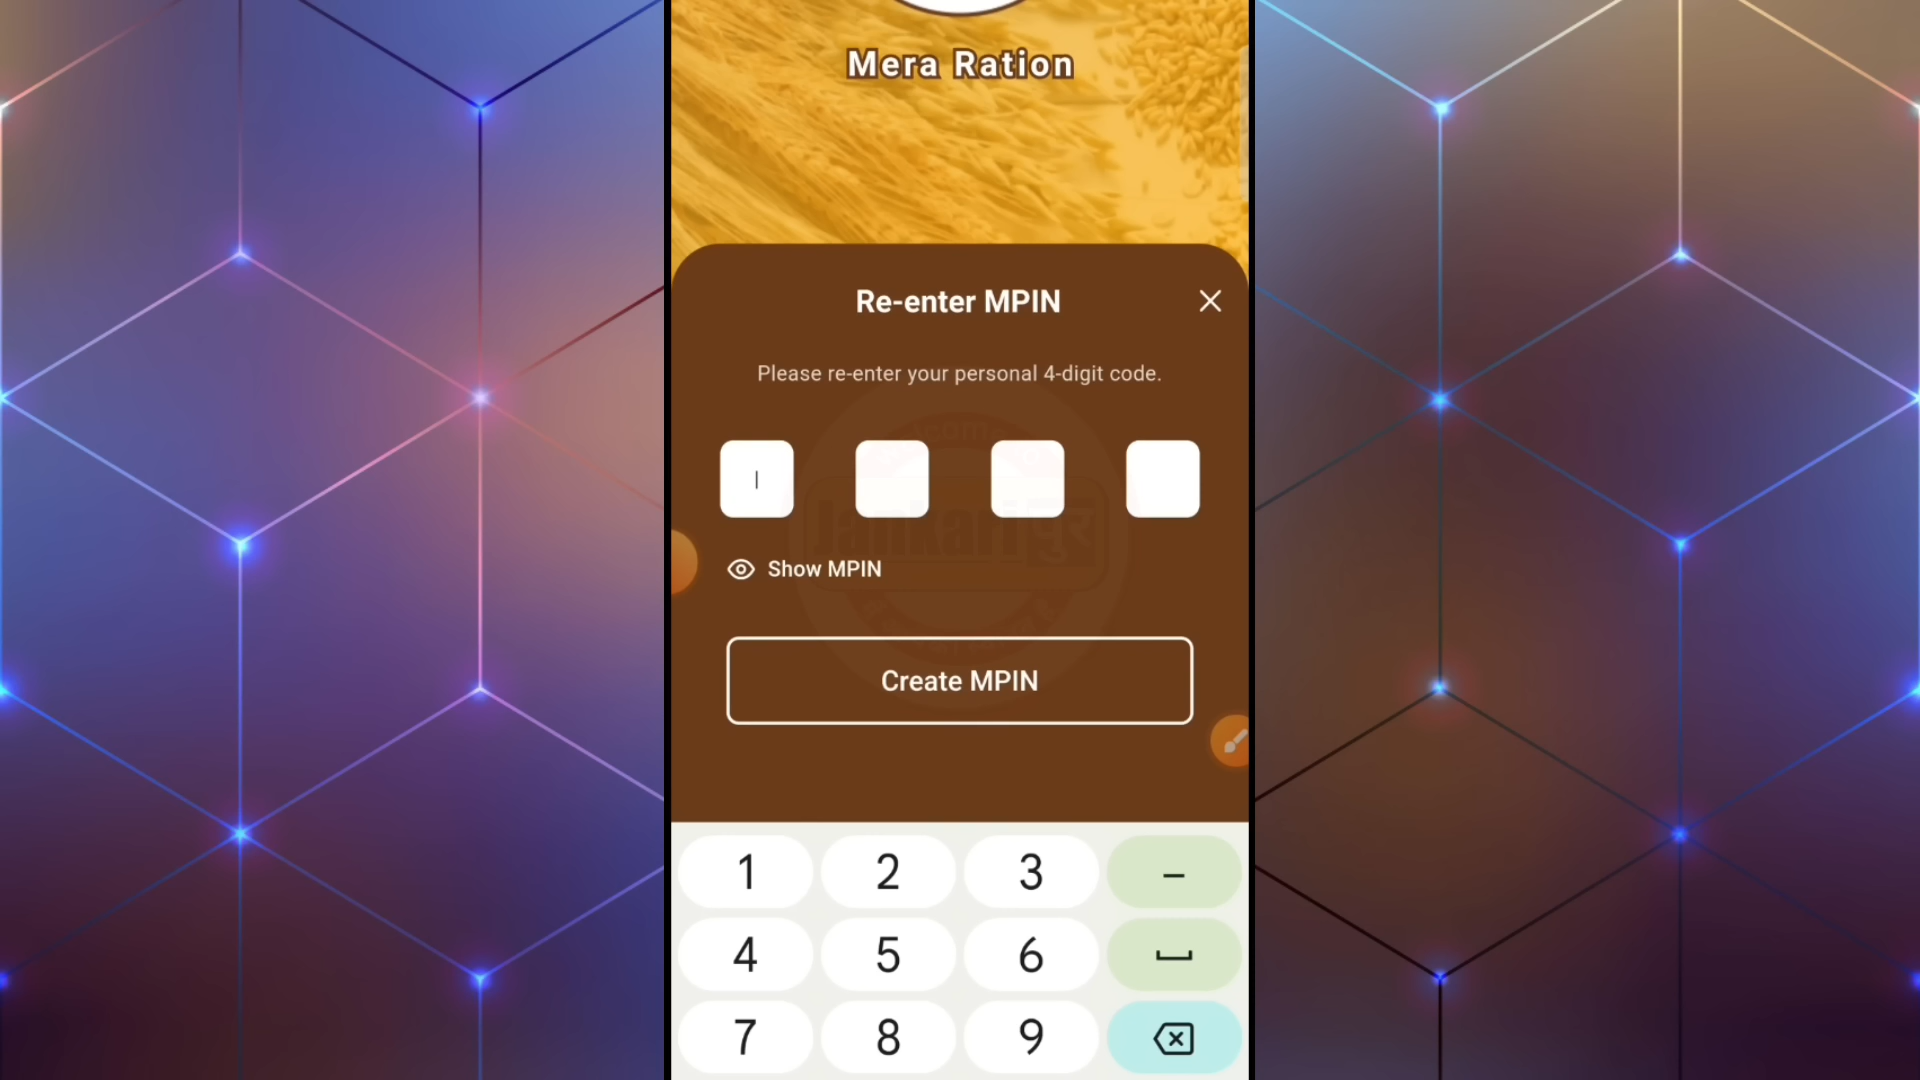 Mera Ration
Re-enter MPIN
Please re-enter your personal 4-digit code.
Jankari पुर
Show MPIN
Create MPIN
1 2 3 –
4 5 6
7 8 9